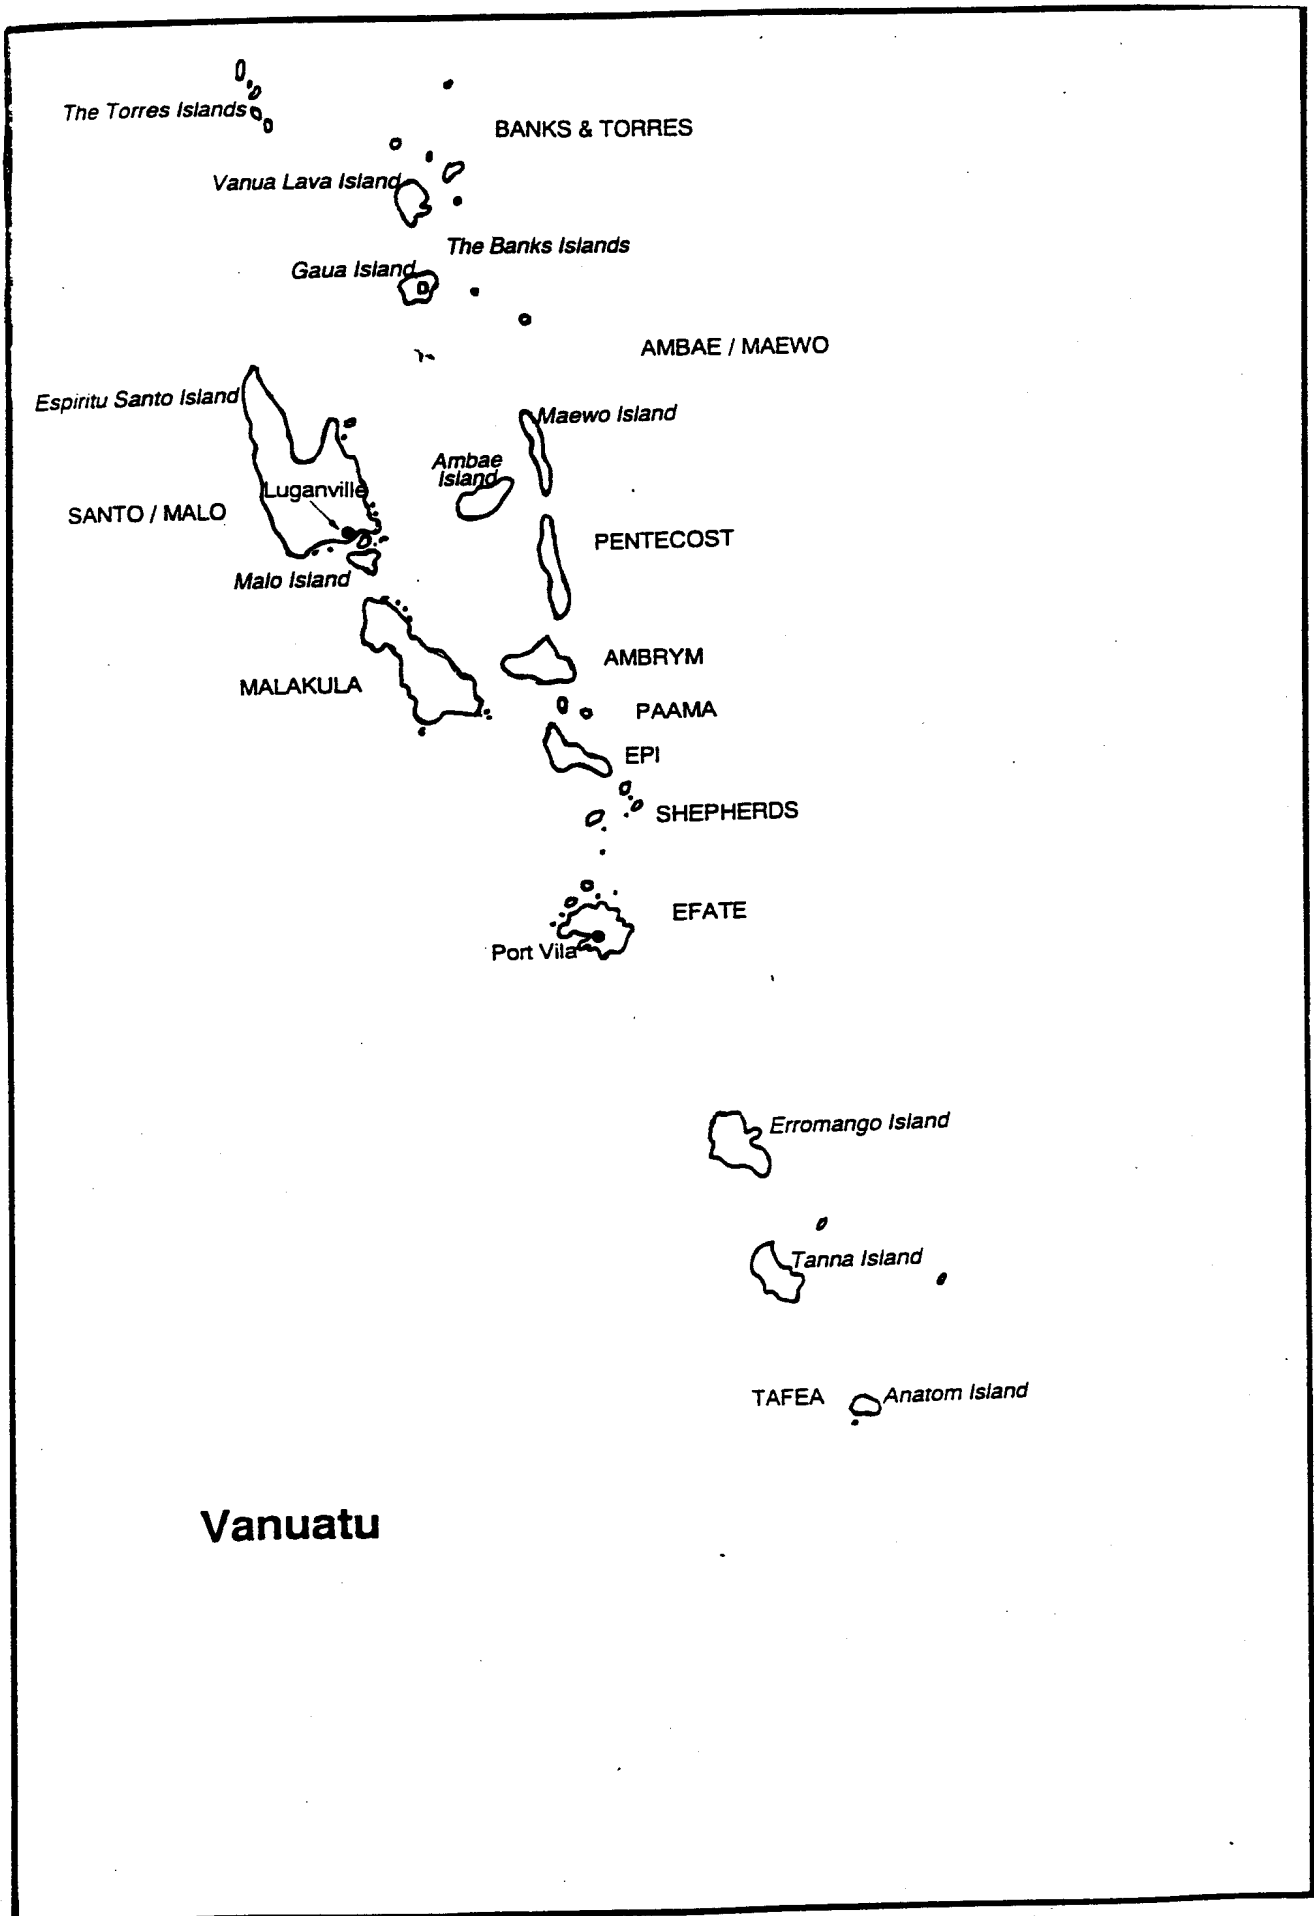 The Torres Islands
BANKS & TORRES
Vanua Lava Island
The Banks Islands
Gaua Island
AMBAE / MAEWO
Espiritu Santo Island
Maewo Island
Ambae
Island
Luganville
SANTO / MALO
PENTECOST
Malo Island
AMBRYM
MALAKULA
PAAMA
EPI
SHEPHERDS
EFATE
Port Vila
Erromango Island
Tanna Island
TAFEA
Anatom Island
Vanuatu